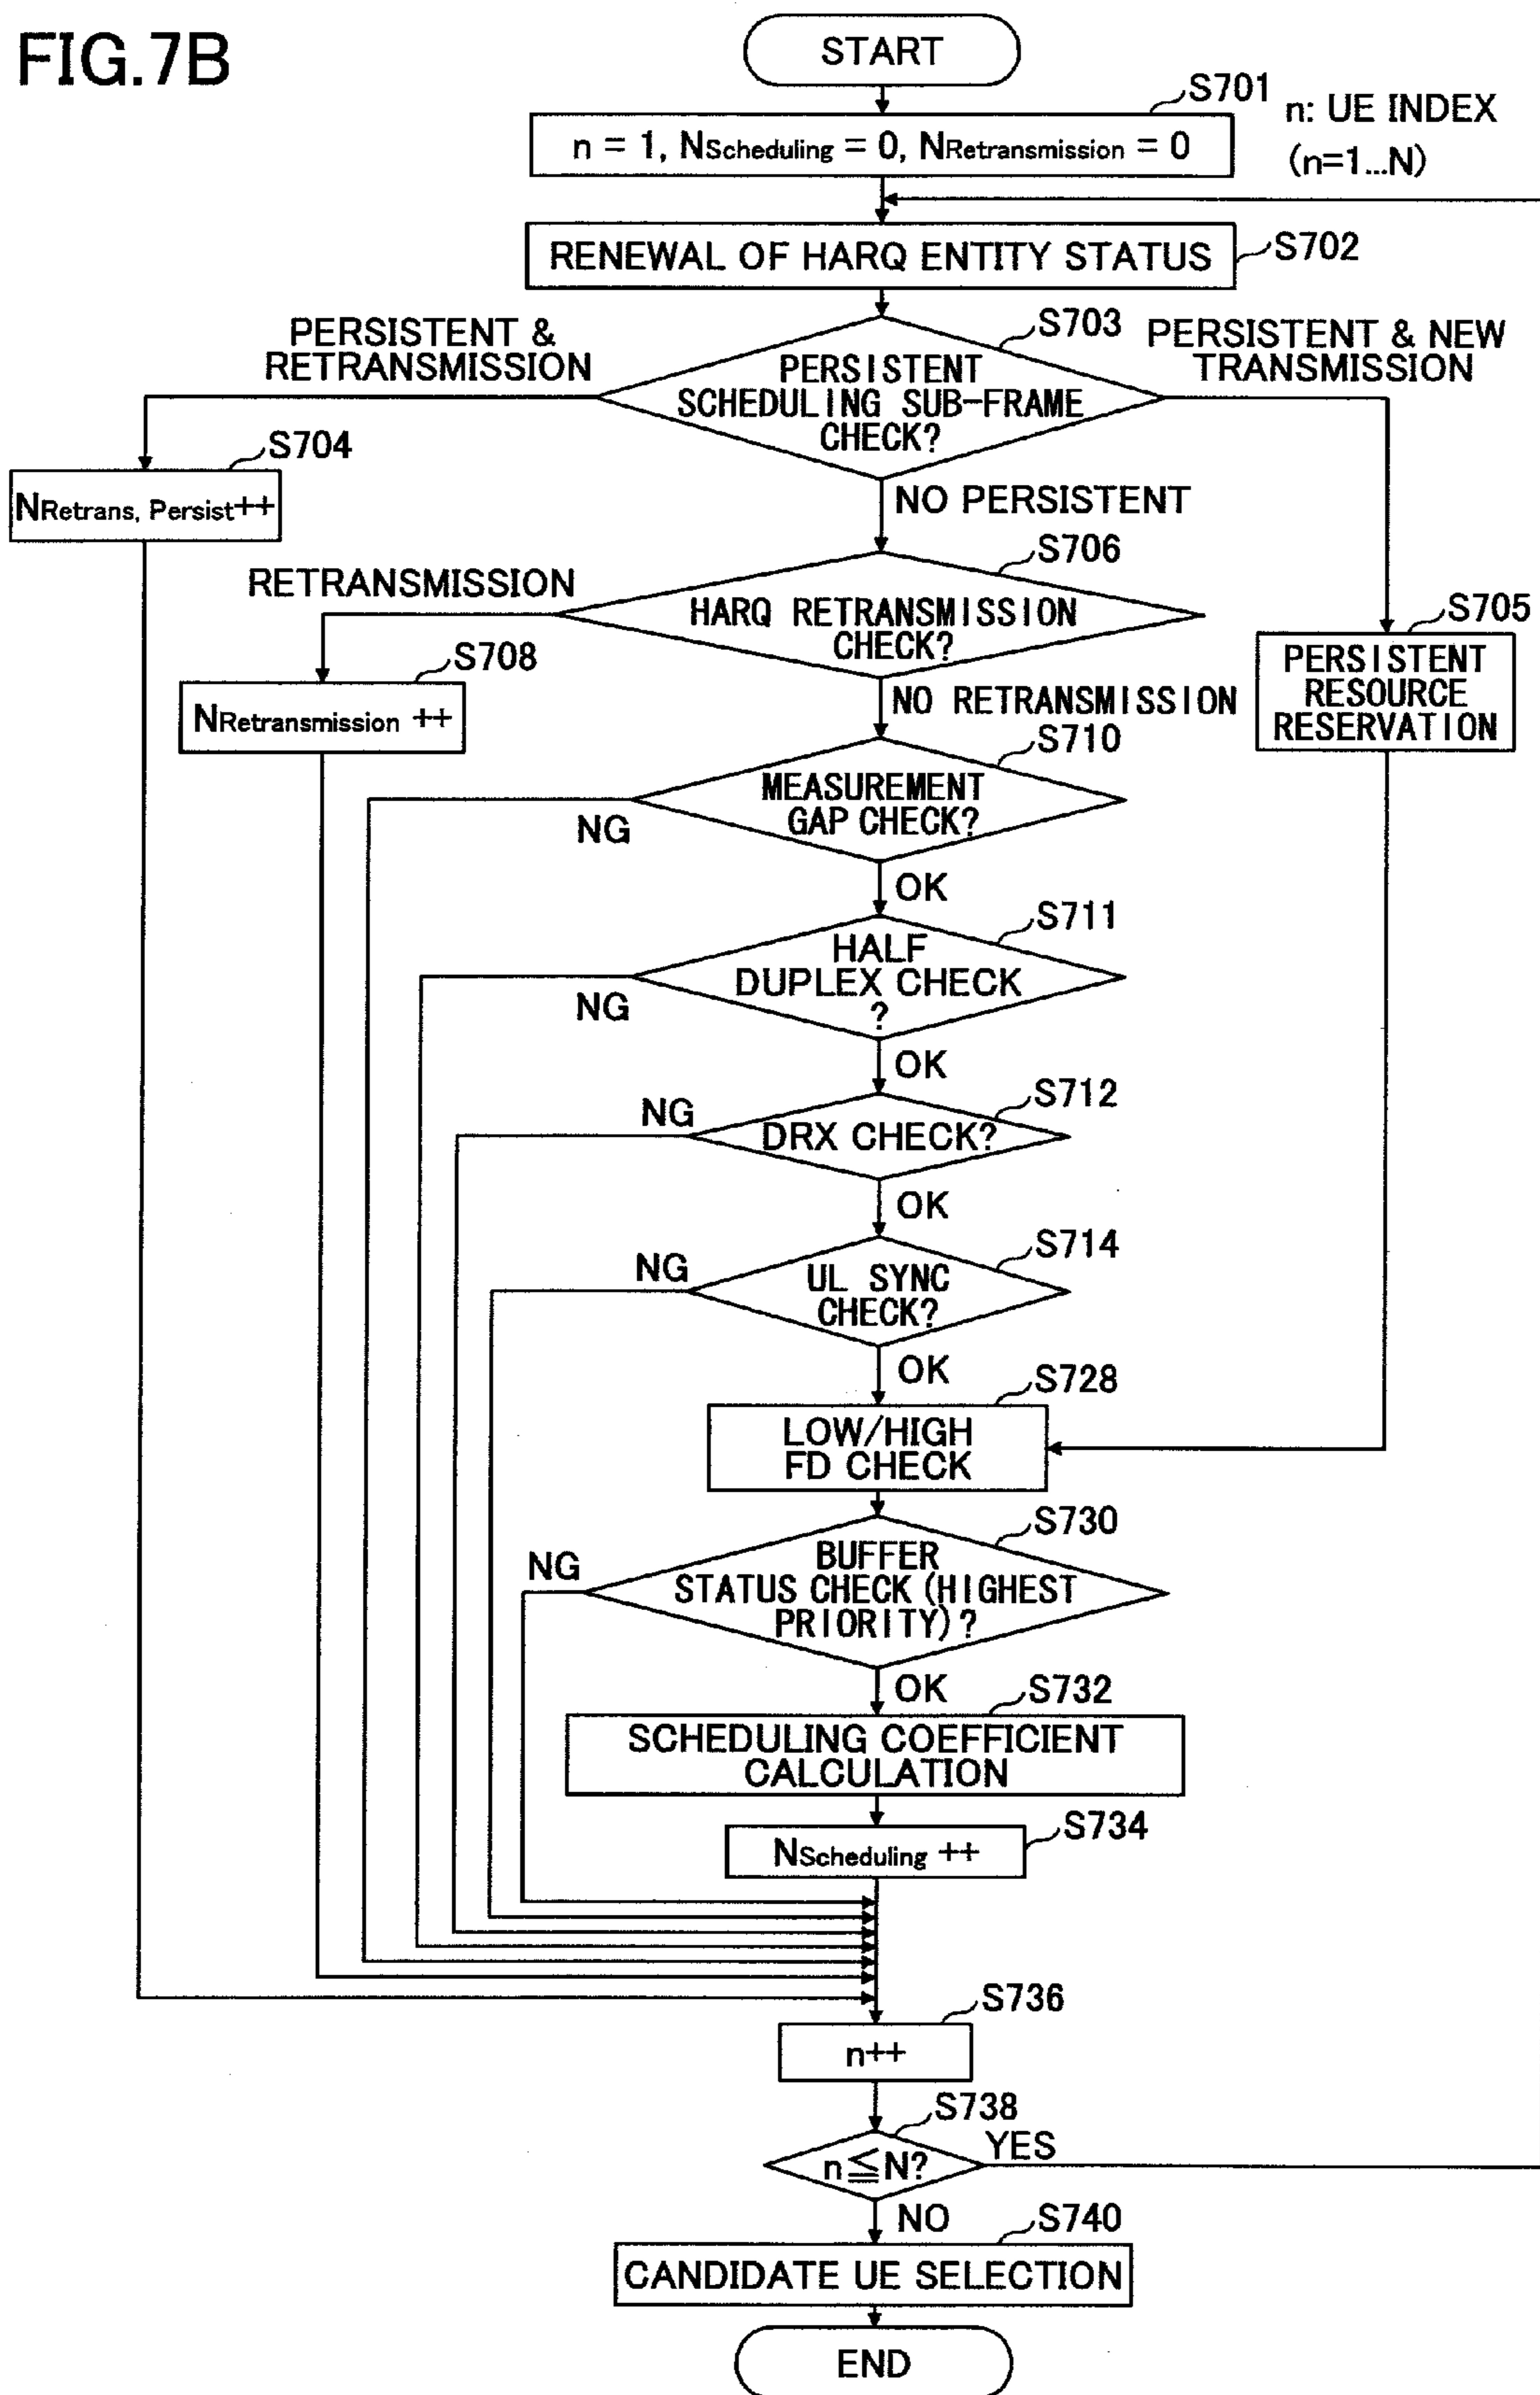 FIG.7B
START
S701
n: UE INDEX
(n=1...N)
n = 1, NScheduling = 0, NRetransmission = 0
RENEWAL OF HARQ ENTITY STATUS
S702
PERSISTENT &
RETRANSMISSION
S703
PERSISTENT & NEW
TRANSMISSION
PERSISTENT
SCHEDULING SUB-FRAME
CHECK?
S704
NRetrans, Persist++
NO PERSISTENT
S706
RETRANSMISSION
HARQ RETRANSMISSION
CHECK?
S705
PERSISTENT
RESOURCE
RESERVATION
S708
NRetransmission ++
NO RETRANSMISSION
S710
MEASUREMENT
GAP CHECK?
NG
OK
S711
HALF
DUPLEX CHECK
?
NG
OK
S712
NG
DRX CHECK?
OK
S714
NG
UL SYNC
CHECK?
OK
S728
LOW/HIGH
FD CHECK
S730
NG
BUFFER
STATUS CHECK (HIGHEST
PRIORITY)?
OK
S732
SCHEDULING COEFFICIENT
CALCULATION
S734
NScheduling ++
S736
n++
S738
n≦N?
YES
NO
S740
CANDIDATE UE SELECTION
END